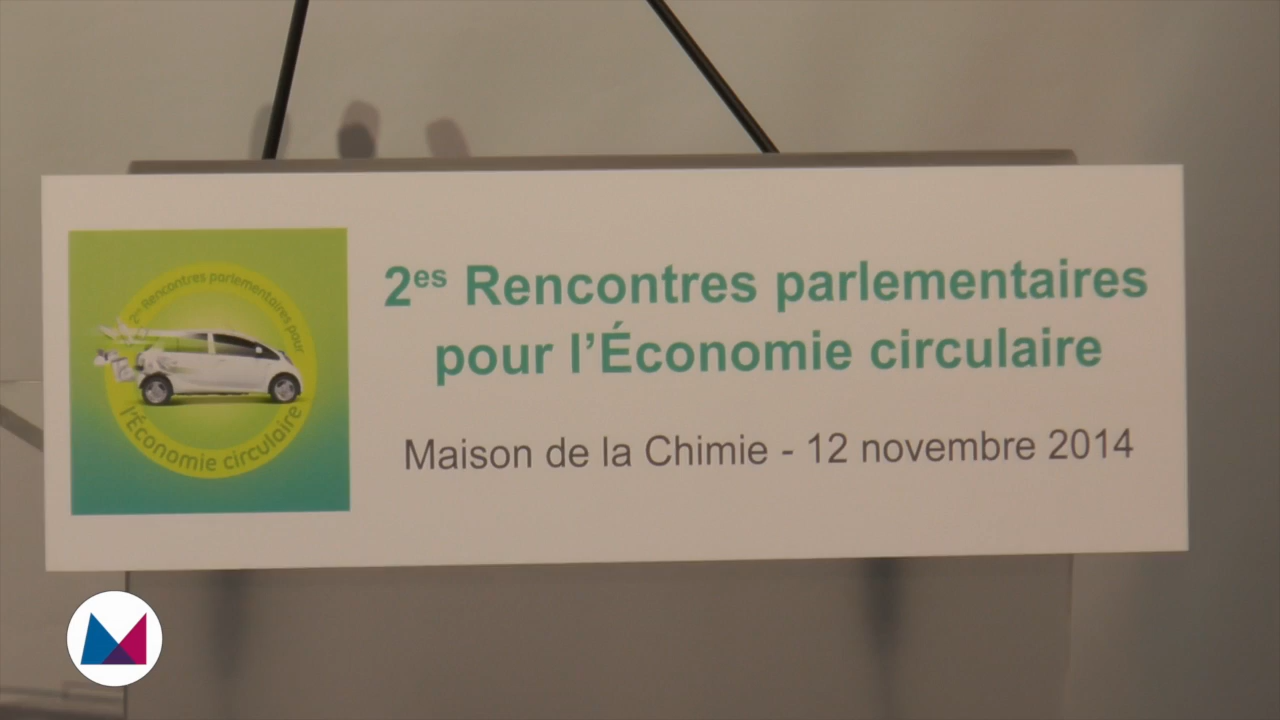 2es Rencontres parlementaires
pour l'Économie circulaire
Maison de la Chimie - 12 novembre 2014
2es Rencontres parlementaires pour
l'Économie circulaire